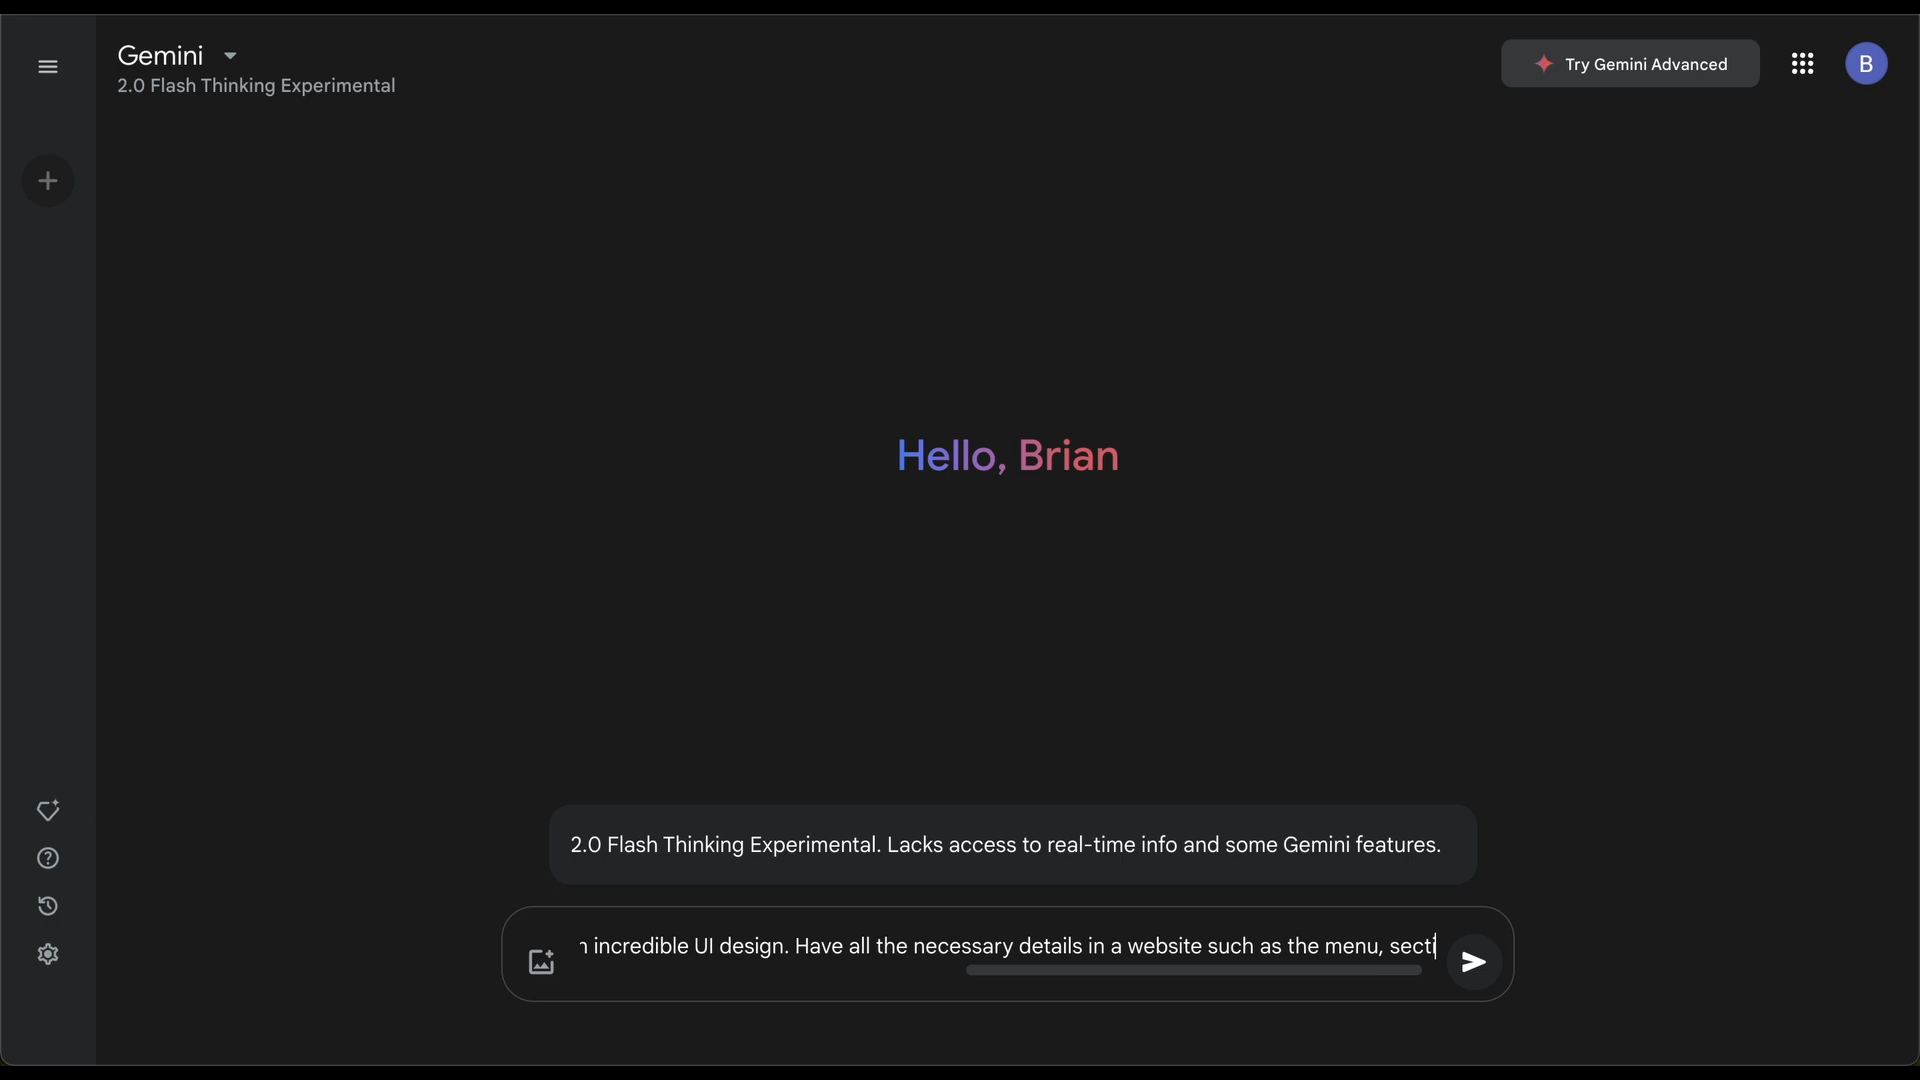 Gemini
2.0 Flash Thinking Experimental
Try Gemini Advanced
B
Hello, Brian
2.0 Flash Thinking Experimental. Lacks access to real-time info and some Gemini features.
incredible UI design. Have all the necessary details in a website such as the menu, secti